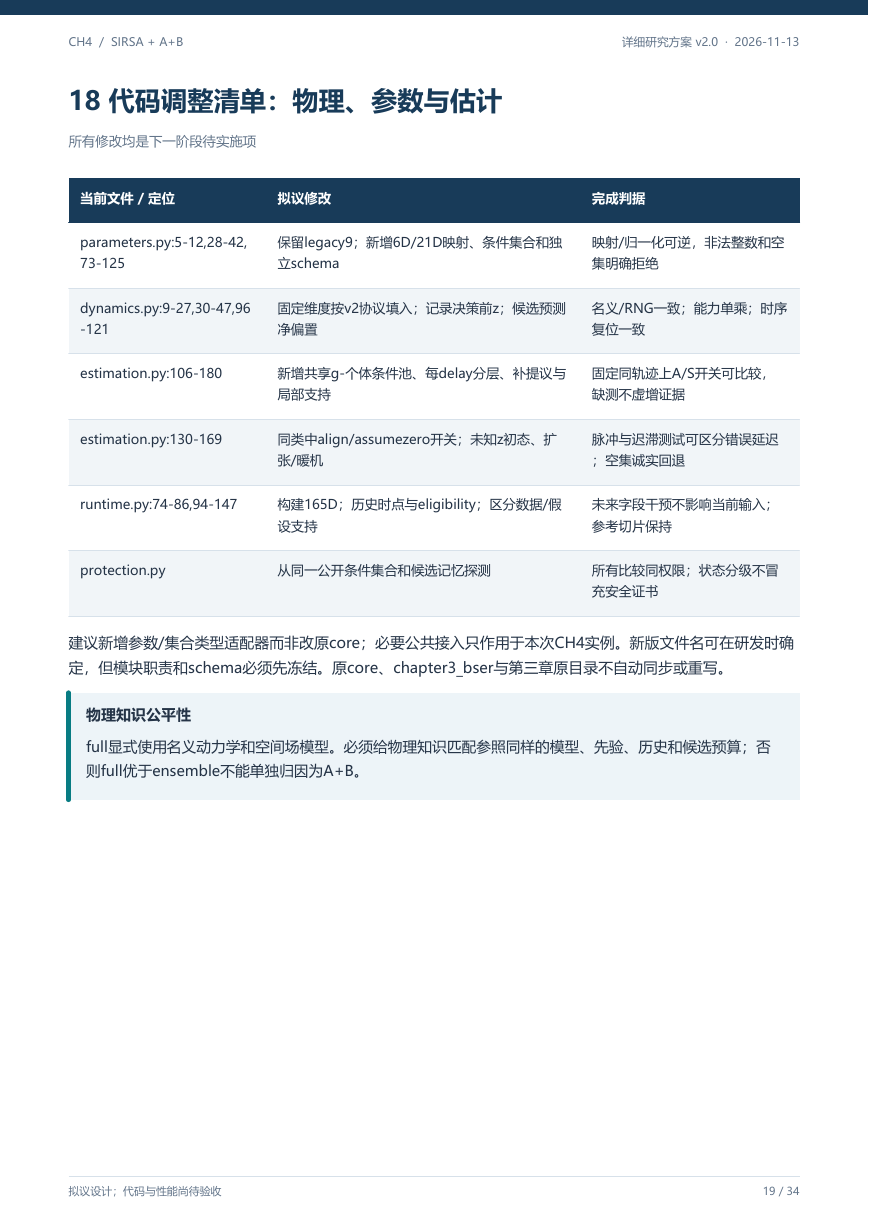 CH4 / SIRSA + A+B
详细研究方案 v2.0 · 2026-11-13
18 代码调整清单：物理、参数与估计
所有修改均是下一阶段待实施项
当前文件 / 定位
拟议修改
完成判据
parameters.py:5-12,28-42,
73-125
保留legacy9；新增6D/21D映射、条件集合和独
立schema
映射/归一化可逆，非法整数和空
集明确拒绝
dynamics.py:9-27,30-47,96
-121
固定维度按v2协议填入；记录决策前z；候选预测
净偏置
名义/RNG一致；能力单乘；时序
复位一致
estimation.py:106-180
新增共享g-个体条件池、每delay分层、补提议与
局部支持
固定同轨迹上A/S开关可比较，
缺测不虚增证据
estimation.py:130-169
同类中align/assumezero开关；未知z初态、扩
张/暖机
脉冲与迟滞测试可区分错误延迟
；空集诚实回退
runtime.py:74-86,94-147
构建165D；历史时点与eligibility；区分数据/假
设支持
未来字段干预不影响当前输入；
参考切片保持
protection.py
从同一公开条件集合和候选记忆探测
所有比较同权限；状态分级不冒
充安全证书
建议新增参数/集合类型适配器而非改原core；必要公共接入只作用于本次CH4实例。新版文件名可在研发时确
定，但模块职责和schema必须先冻结。原core、chapter3_bser与第三章原目录不自动同步或重写。
物理知识公平性
full显式使用名义动力学和空间场模型。必须给物理知识匹配参照同样的模型、先验、历史和候选预算；否
则full优于ensemble不能单独归因为A+B。
拟议设计；代码与性能尚待验收
19 / 34